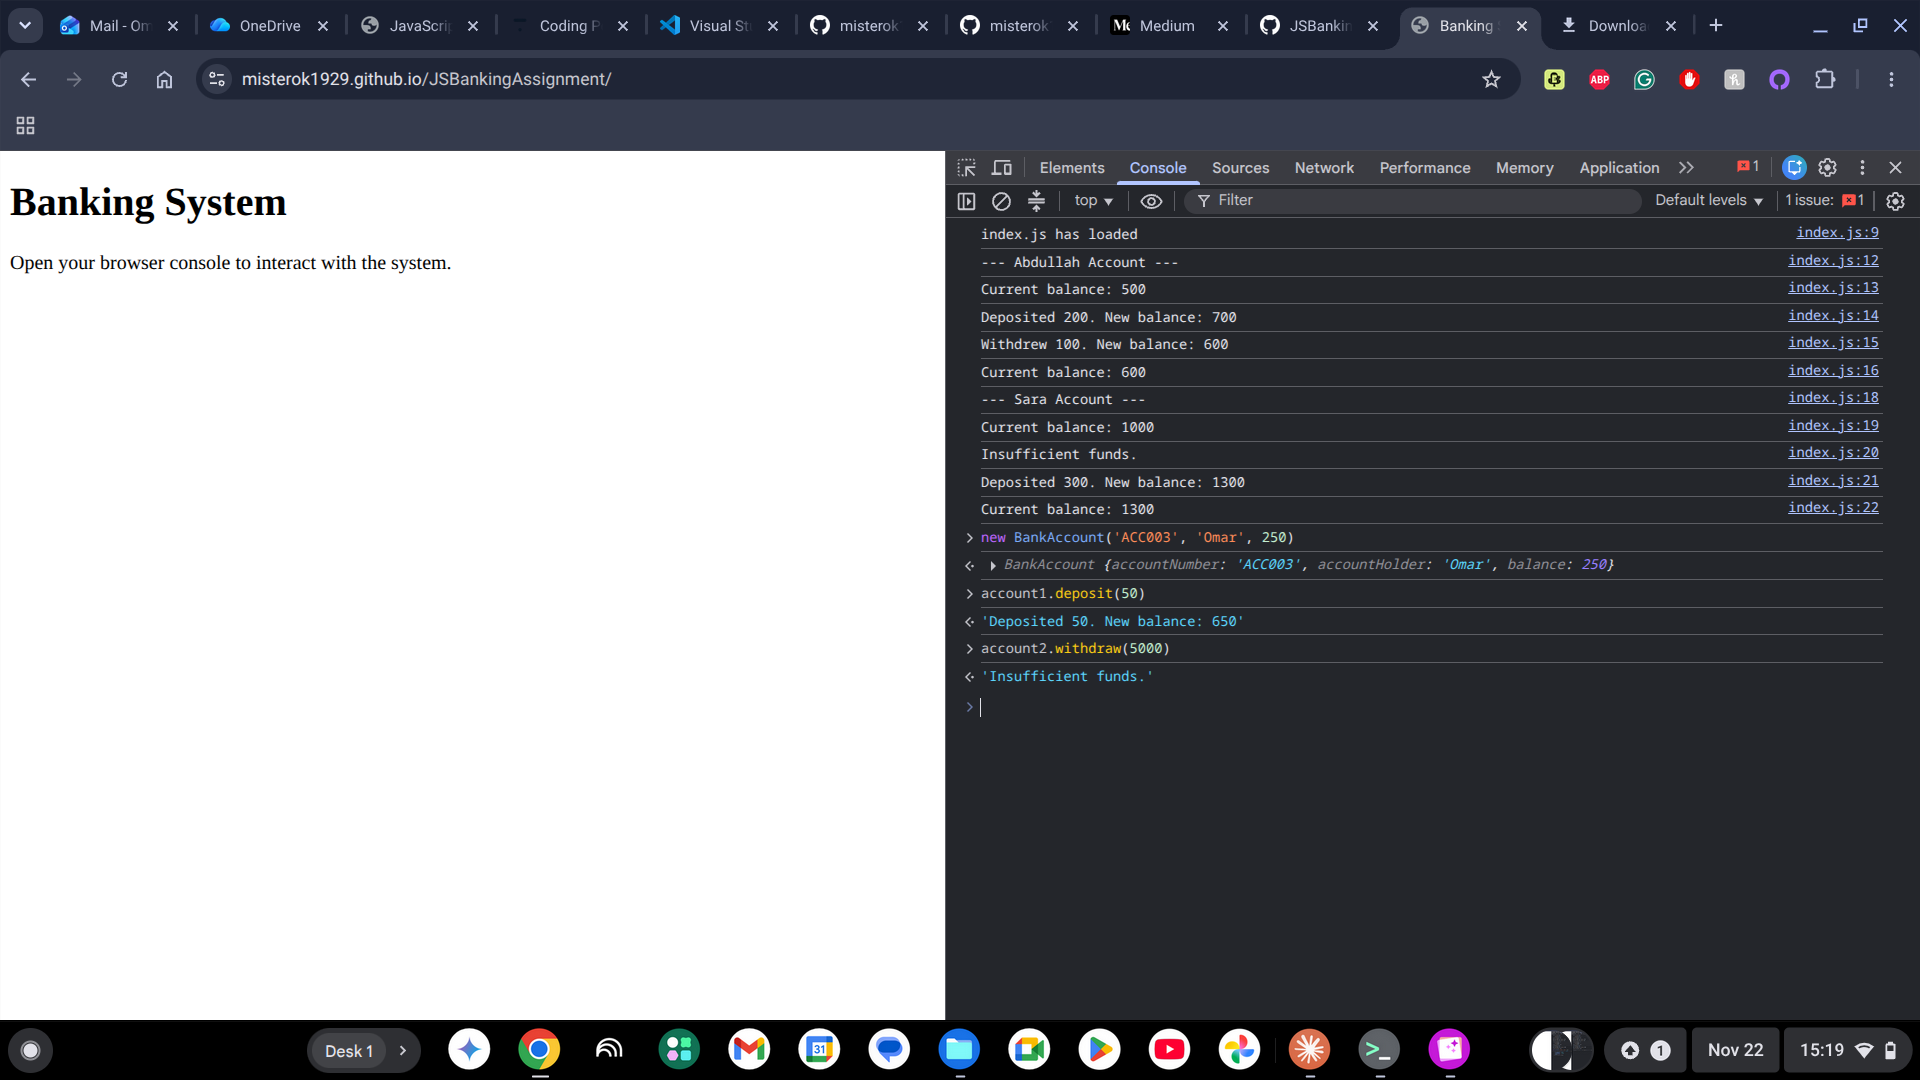 Mail - Om
OneDrive
JavaScrip
Coding P
Visual Stu
misterok
misterok
Medium
JSBankin
Banking
Downloa
misterok1929.github.io/JSBankingAssignment/
ABP
Banking System
Open your browser console to interact with the system.
Elements Console Sources Network Performance Memory Application 1
top Filter Default levels 1 issue: 1
index.js has loaded index.js:9
--- Abdullah Account --- index.js:12
Current balance: 500 index.js:13
Deposited 200. New balance: 700 index.js:14
Withdrew 100. New balance: 600 index.js:15
Current balance: 600 index.js:16
--- Sara Account --- index.js:18
Current balance: 1000 index.js:19
Insufficient funds. index.js:20
Deposited 300. New balance: 1300 index.js:21
Current balance: 1300 index.js:22
new BankAccount('ACC003', 'Omar', 250)
BankAccount {accountNumber: 'ACC003', accountHolder: 'Omar', balance: 250}
account1.deposit(50)
'Deposited 50. New balance: 650'
account2.withdraw(5000)
'Insufficient funds.'
Desk 1
31
1
Nov 22
15:19